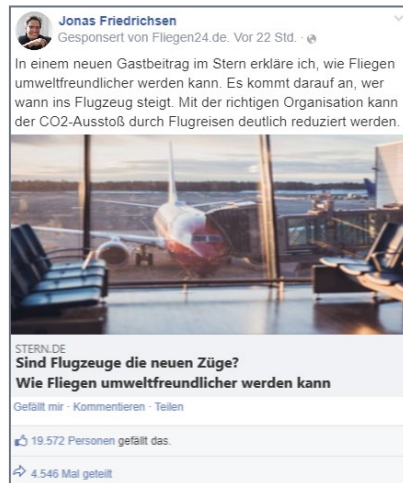 Jonas Friedrichsen
Gesponsert von Fliegen24.de. Vor 22 Std. ·
In einem neuen Gastbeitrag im Stern erkläre ich, wie Fliegen
umweltfreundlicher werden kann. Es kommt darauf an, wer
wann ins Flugzeug steigt. Mit der richtigen Organisation kann
der CO2-Ausstoß durch Flugreisen deutlich reduziert werden.
STERN.DE
Sind Flugzeuge die neuen Züge?
Wie Fliegen umweltfreundlicher werden kann
Gefällt mir · Kommentieren · Teilen
19.572 Personen gefällt das.
4.546 Mal geteilt